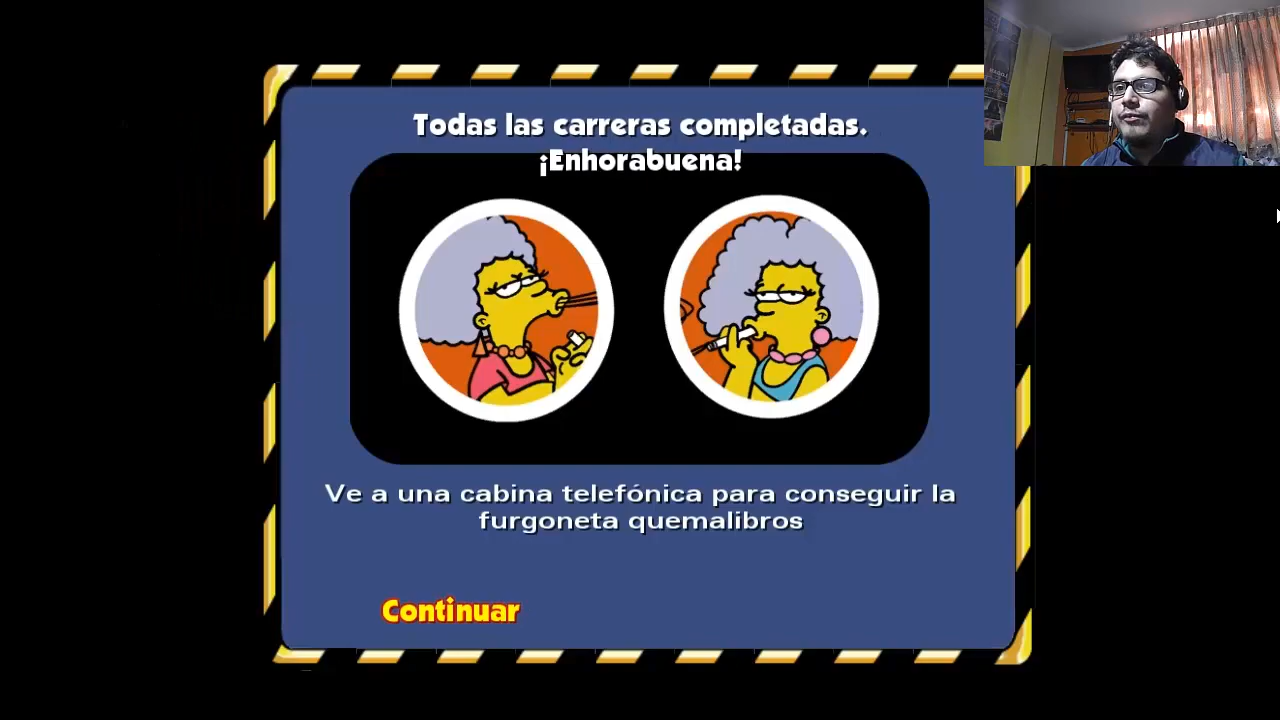 Todas las carreras completadas.
¡Enhorabuena!
Ve a una cabina telefónica para conseguir la
furgoneta quemalibros
Continuar